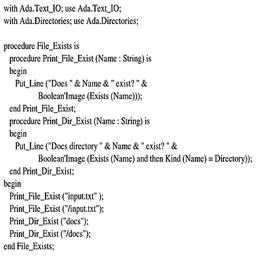 with Ada.Text_IO; use Ada.Text_IO;
with Ada.Directories; use Ada.Directories;
procedure File_Exists is
procedure Print_File_Exist (Name : String) is
begin
Put_Line ("Does " & Name & " exist? " &
Boolean'Image (Exists (Name)));
end Print_File_Exist;
procedure Print_Dir_Exist (Name : String) is
begin
Put_Line ("Does directory " & Name & " exist? " &
Boolean'Image (Exists (Name) and then Kind (Name) = Directory));
end Print_Dir_Exist;
begin
Print_File_Exist ("input.txt" );
Print_File_Exist ("/input.txt");
Print_Dir_Exist ("docs");
Print_Dir_Exist ("/docs");
end File_Exists;